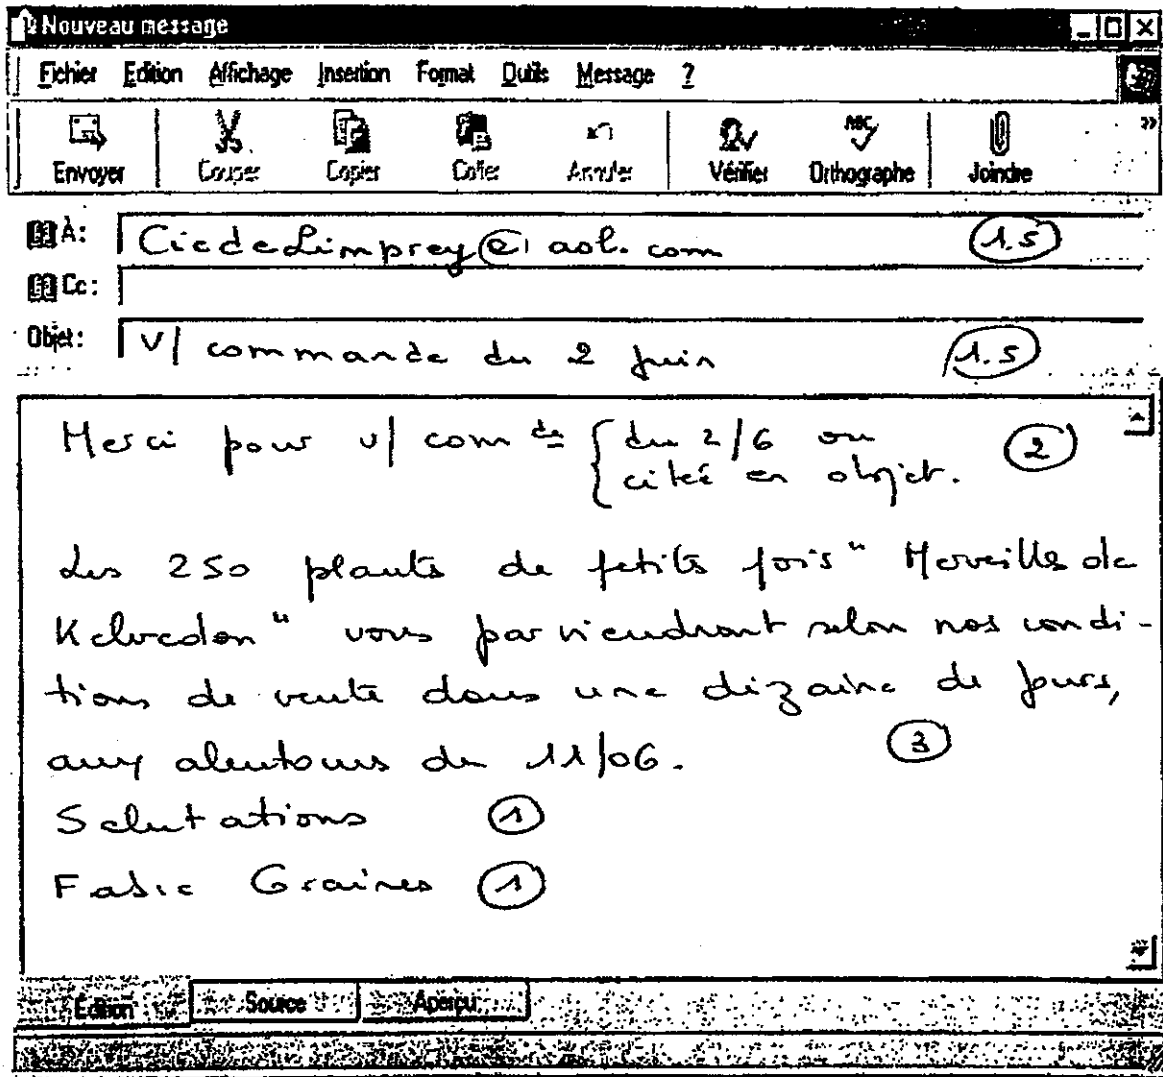 Nouveau message
Fichier Edition Affichage Insertion Format Outils Message ?
Envoyer Couper Copier Coller Annuler Vérifier Orthographe Joindre »
À: CiedeLimprey@aol.com (1.5)
Cc:
Objet: V/ commande du 2 juin (1.5)
Merci pour v/ comde { du 2/6 ou (2)
cité en objet.
Les 250 plants de petits pois "Merveille de
Kelvedon" vous parviendront selon nos condi-
tions de vente dans une dizaine de jours,
aux alentours du 11/06. (3)
Salutations (1)
Graines (1)
Édition Source Aperçu